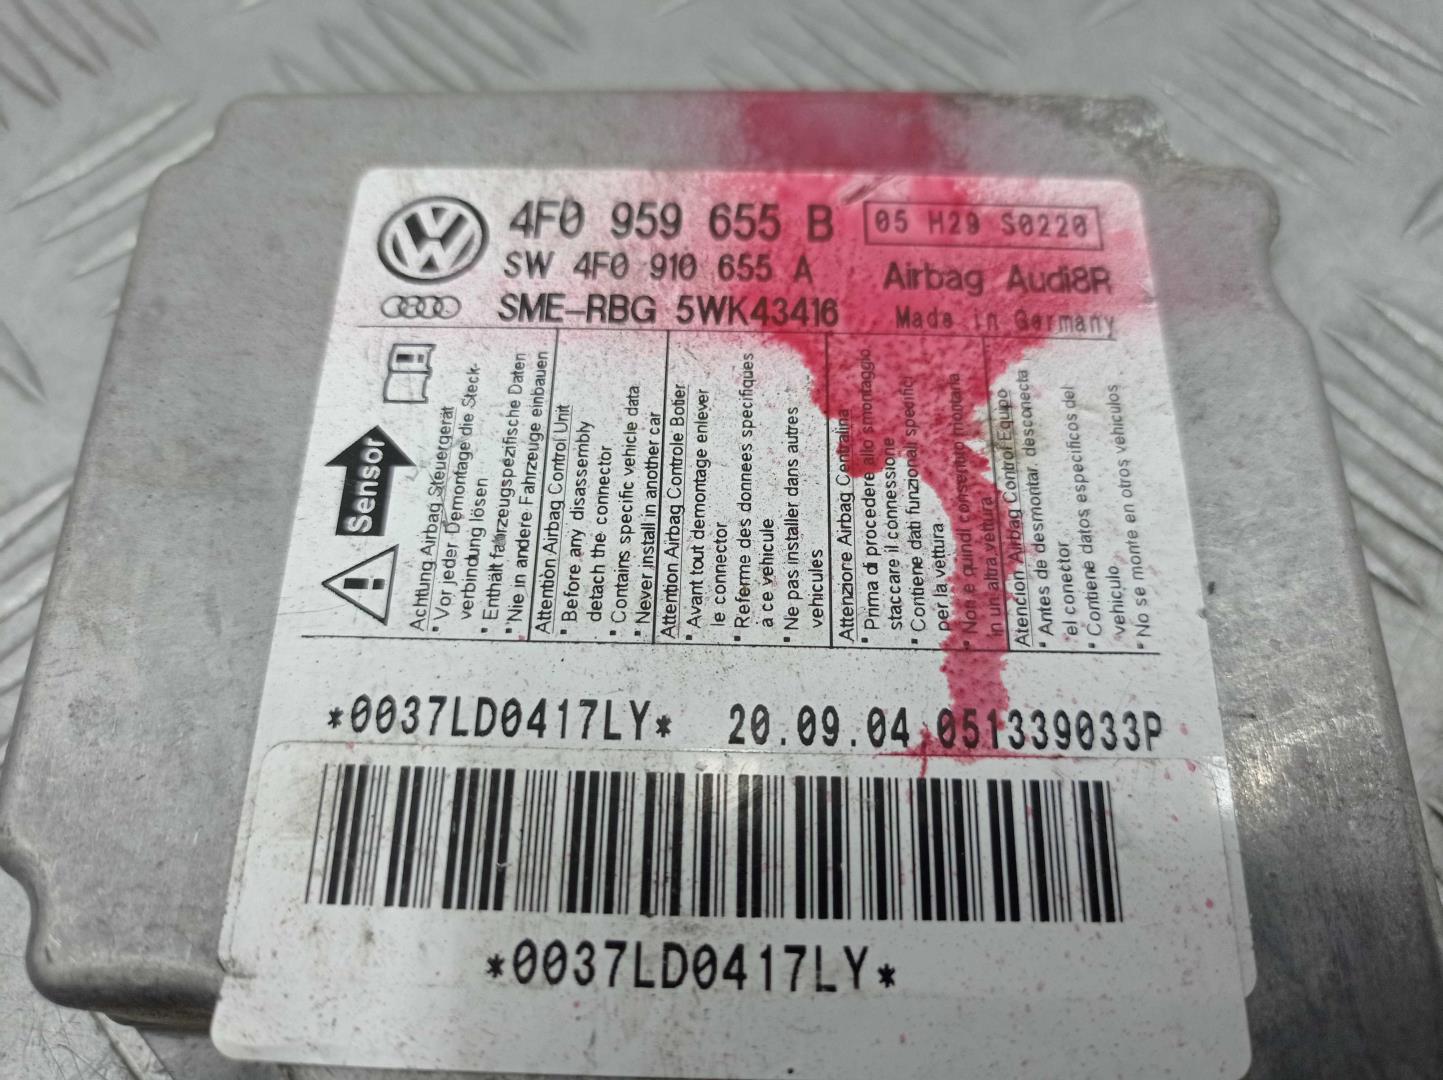 4F0 959 655 B
05 H29 S0220
SW 4F0 910 655 A
Airbag Audi8R
SME-RBG 5WK43416
Made in Germany
Sensor
Achtung Airbag Steuergerät
▪ Vor jeder Demontage die Steck-
verbindung lösen
▪ Enthält fahrzeugspezifische Daten
▪ Nie in andere Fahrzeuge einbauen
Attention Airbag Control Unit
▪ Before any disassembly
detach the connector
▪ Contains specific vehicle data
▪ Never install in another car
Attention Airbag Controle Botier
▪ Avant tout demontage enlever
le connector
▪ Referme des donnees specifiques
a ce vehicule
▪ Ne pas installer dans autres
vehicules
Attenzione Airbag Centralina
▪ Prima di procedere allo smontaggio
staccare il connessione
▪ Contiene dati funzionali specifici
per la vettura
▪ Non e quindi consentito montarla
in un altra vettura
Atencion Airbag Control Equipo
▪ Antes de desmontar desconecta
el conector
▪ Contiene datos especificos del
vehiculo
▪ No se monte en otros vehiculos
*0037LD0417LY*
20.09.04 051339033P
*0037LD0417LY*